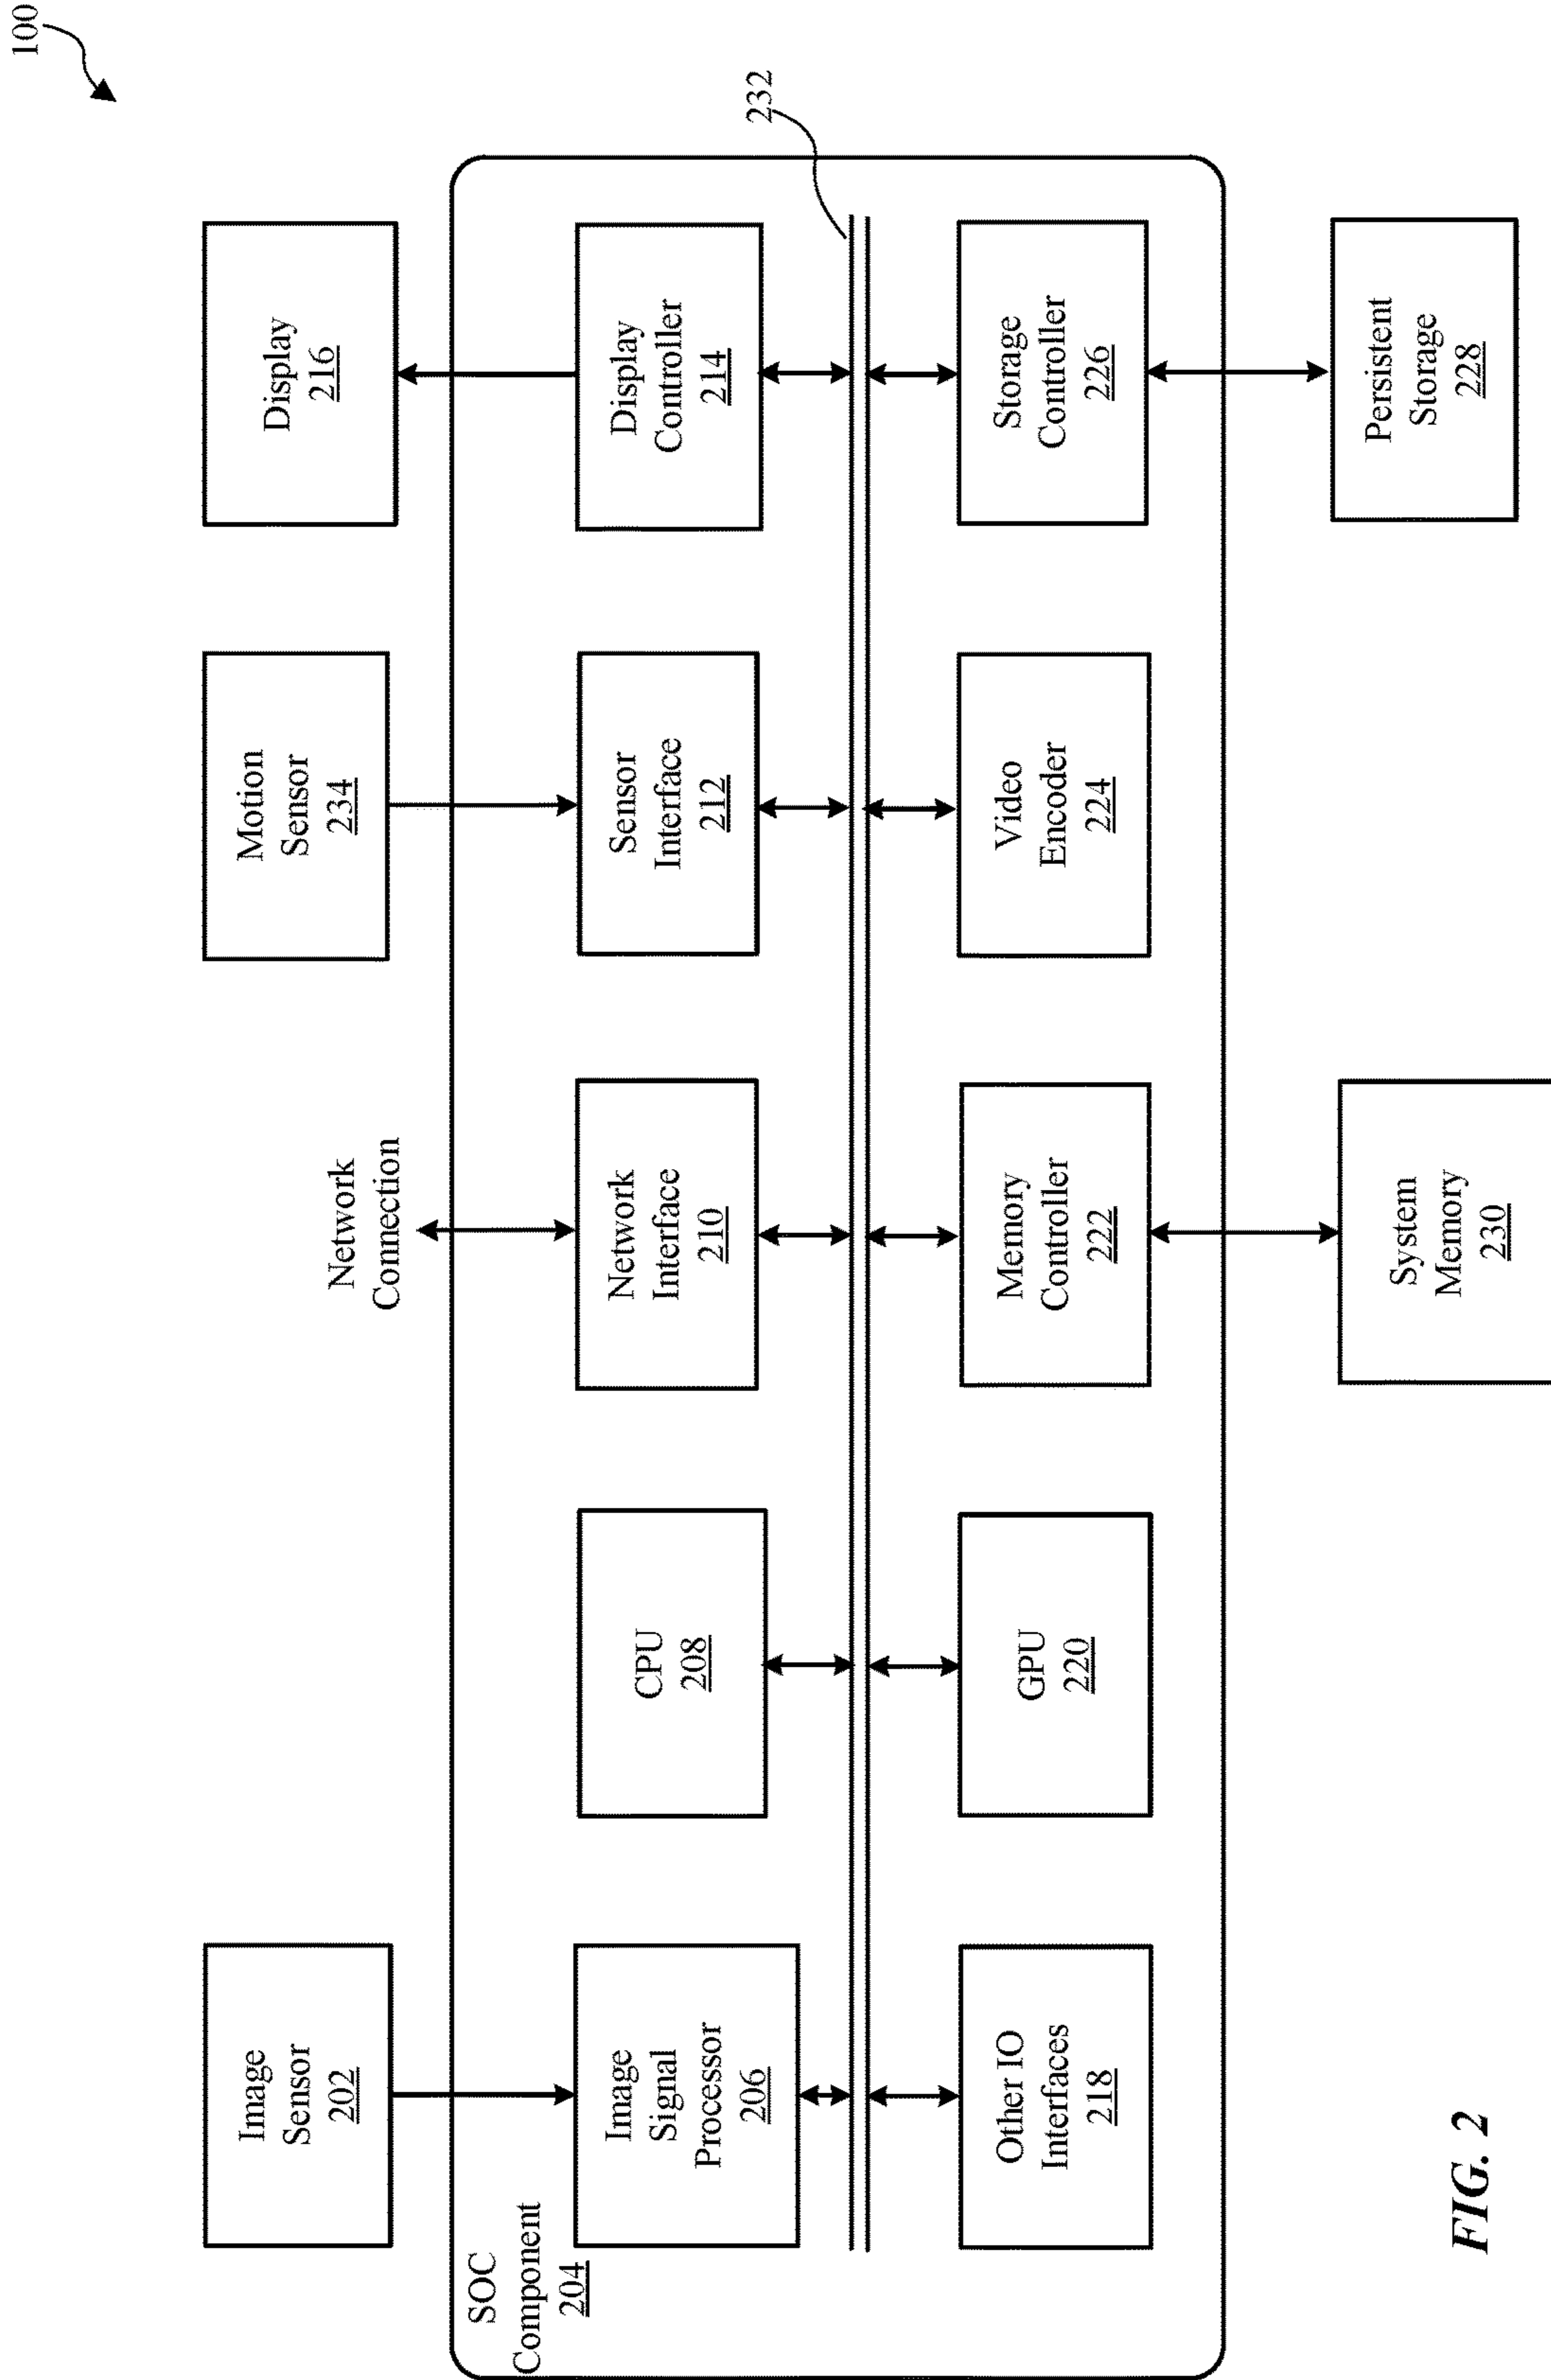 100
Image
Sensor
202
Motion
Sensor
234
Display
216
Network
Connection
SOC
Component
204
Image
Signal
Processor
206
CPU
208
Network
Interface
210
Sensor
Interface
212
Display
Controller
214
232
Other IO
Interfaces
218
GPU
220
Memory
Controller
222
Video
Encoder
224
Storage
Controller
226
System
Memory
230
Persistent
Storage
228
FIG. 2